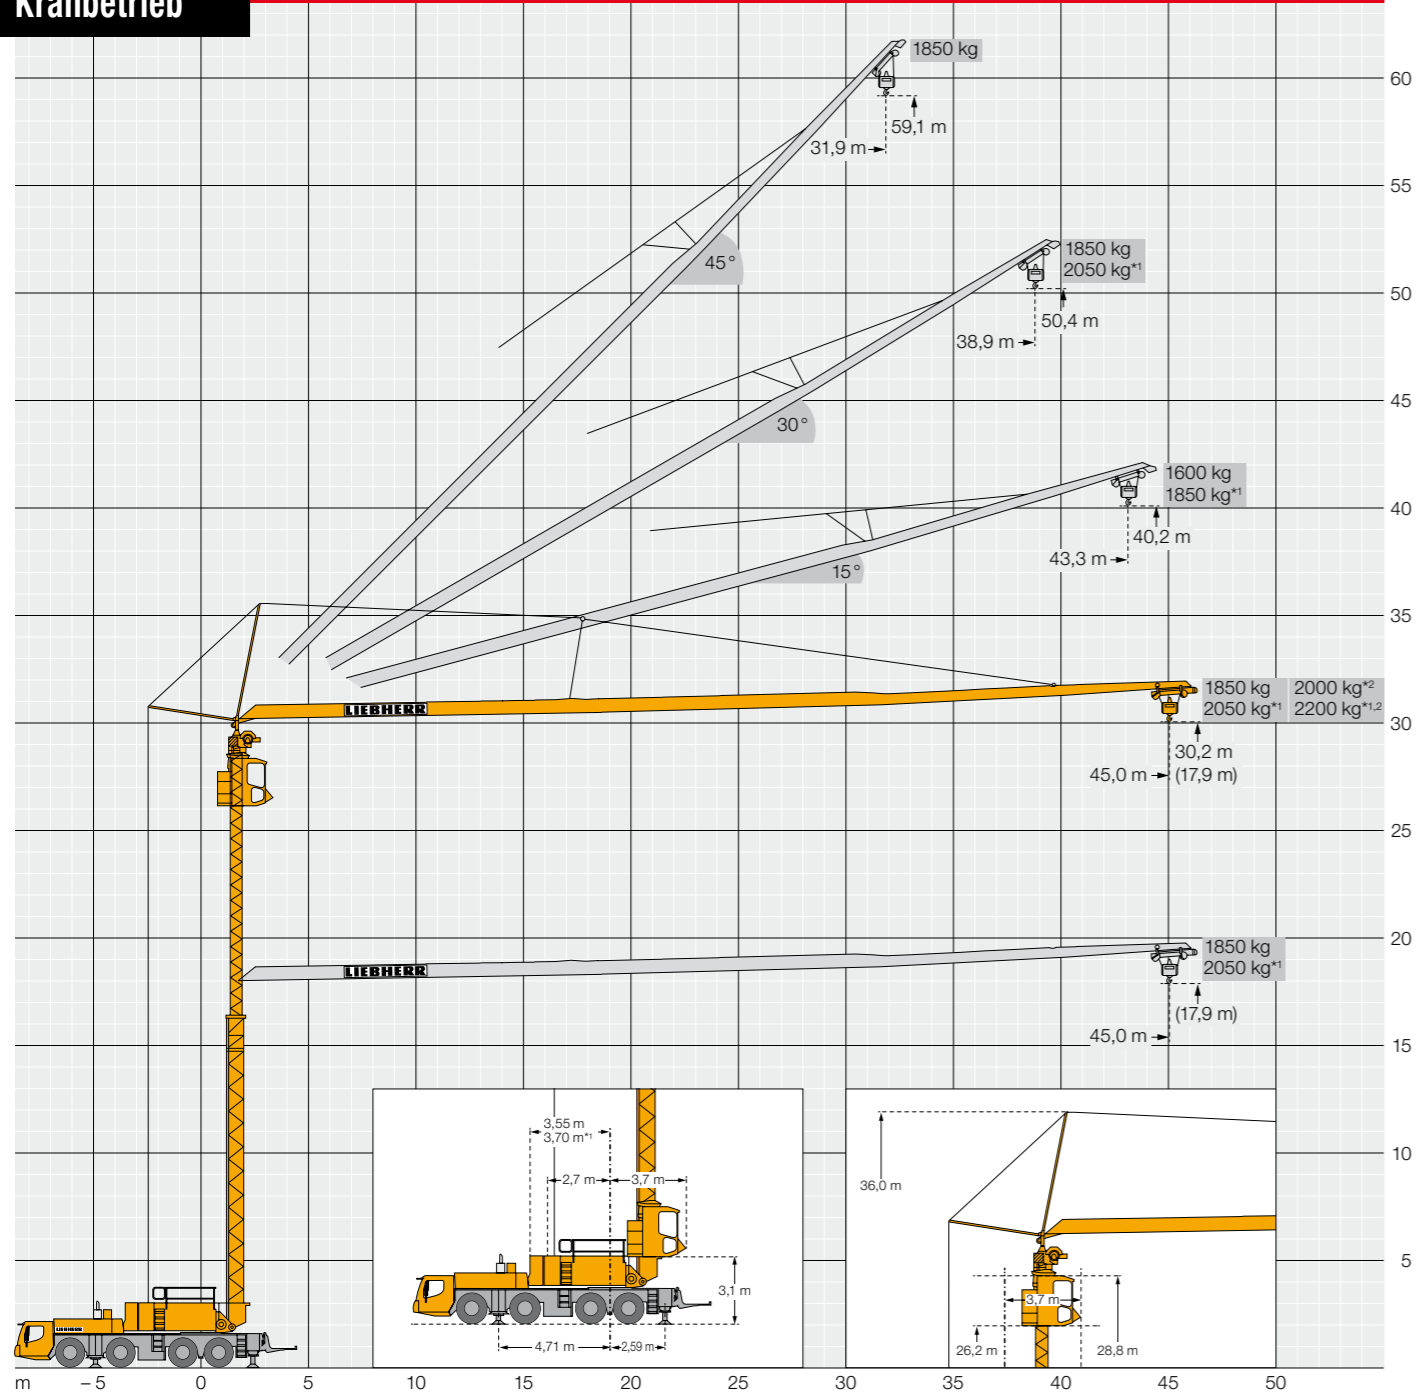 Kranbetrieb
1850 kg
60
59,1 m
31,9 m
55
45°
1850 kg
2050 kg*1
50
50,4 m
38,9 m
45
30°
1600 kg
1850 kg*1
40
40,2 m
43,3 m
15°
35
LIEBHERR
1850 kg 2000 kg*2
2050 kg*1 2200 kg*1,2
30
30,2 m
45,0 m (17,9 m)
25
20
LIEBHERR
1850 kg
2050 kg*1
(17,9 m)
45,0 m
15
3,55 m
3,70 m*1
2,7 m 3,7 m
3,1 m
4,71 m 2,59 m
36,0 m
10
5
3,7 m
26,2 m 28,8 m
LIEBHERR
m – 5 0 5 10 15 20 25 30 35 40 45 50